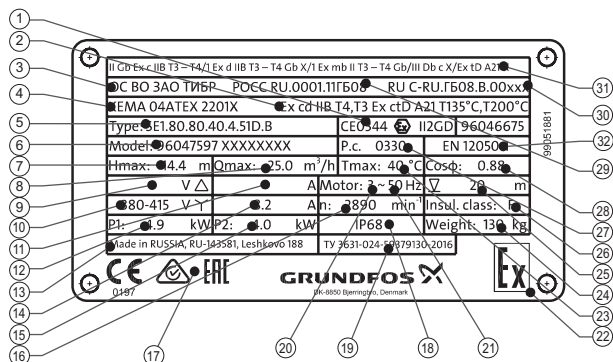 II Gb Ex c IIB T3 – T4/1 Ex d IIB T3 – T4 Gb X/1 Ex mb II T3 – T4 Gb/III Db c X/Ex tD A21
ОС ВО ЗАО ТИБР РОСС RU.0001.11ГБ08 RU C-RU.ГБ08.В.00xxx
KEMA 04ATEX 2201X Ex cd IIB T4,T3 Ex ctD A21 T135°C,T200°C
Type: SE1.80.80.40.4.51D.B CE0344 Ex II2GD 96046675
Model: 96047597 XXXXXXXX P.c. 0330 EN 12050
Hmax: 14.4 m Qmax: 25.0 m³/h Tmax: 40 °C Cosφ: 0.88
V △ A Motor: 3 ~ 50 Hz 20 m
380-415 V Y 8.2 A n: 2890 min⁻¹ Insul. class: F
P1: 4.9 kW P2: 4.0 kW IP68 Weight: 130 kg
Made in RUSSIA, RU-143581, Leshkovo 188 ТУ 3631-024-59379130-2016
99051881
CE 0197 EAC
GRUNDFOS
DK-8850 Bjerringbro, Denmark
Ex
1
2
3
4
5
6
7
8
9
10
11
12
13
14
15
16
17
20
19
18
21
22
23
24
25
26
27
28
29
32
30
31